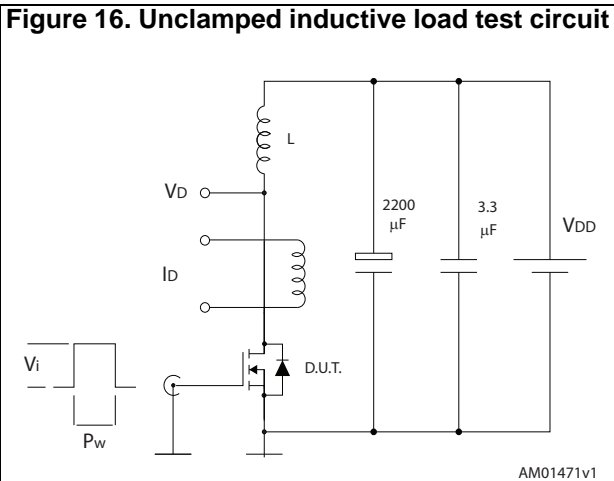 Figure 16. Unclamped inductive load test circuit
L
VD
2200
µF
3.3
µF
VDD
ID
Vi
D.U.T.
Pw
AM01471v1